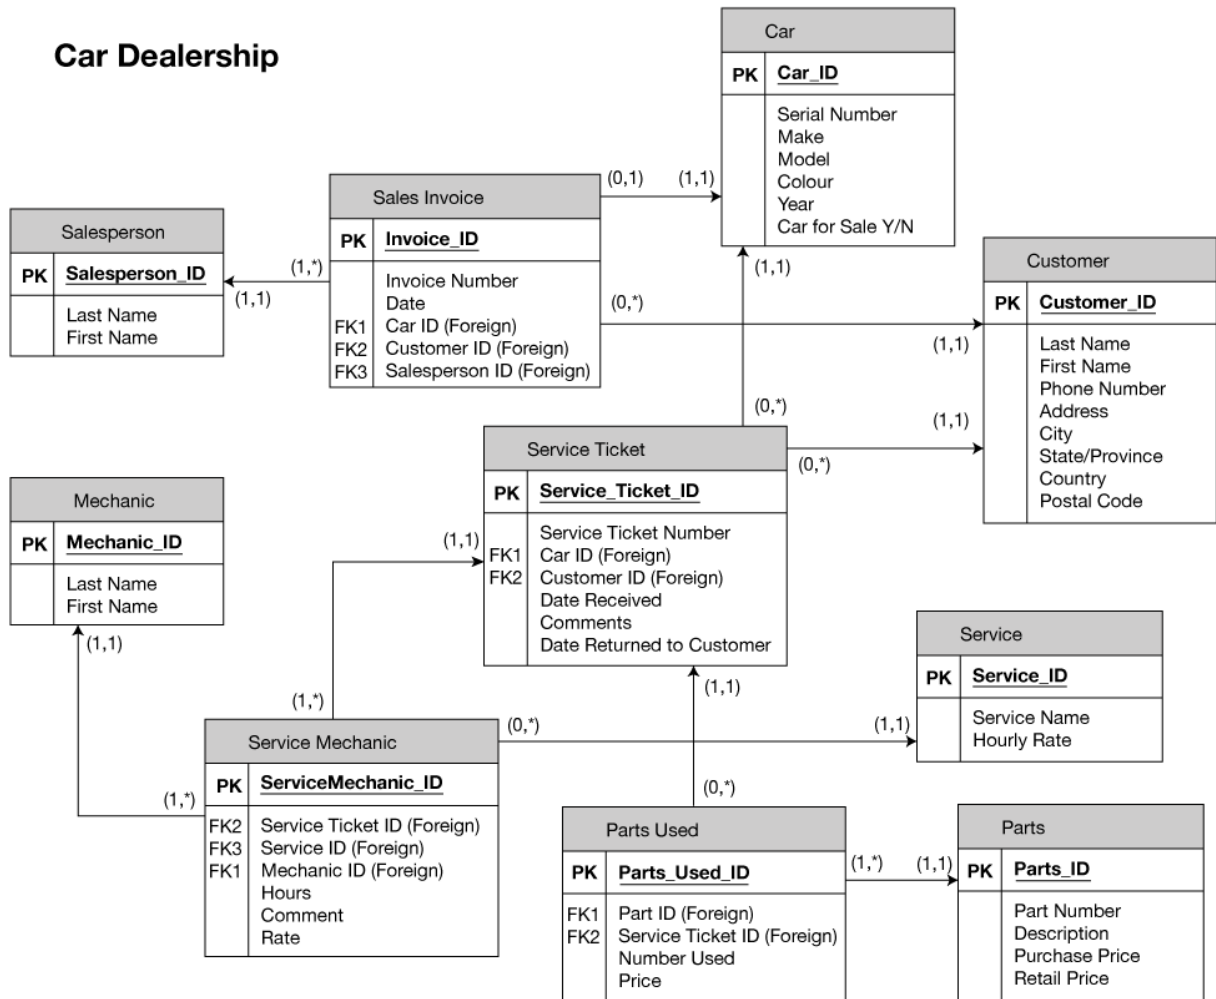 Car Dealership
Car
PK Car_ID
Serial Number
Make
Model
Colour
Year
Car for Sale Y/N
(0,1) (1,1)
Sales Invoice
PK Invoice_ID
Invoice Number
Date
FK1 Car ID (Foreign)
FK2 Customer ID (Foreign)
FK3 Salesperson ID (Foreign)
Salesperson
PK Salesperson_ID
Last Name
First Name
(1,*)
(1,1)
(1,1)
(0,*)
(1,1)
Customer
PK Customer_ID
Last Name
First Name
Phone Number
Address
City
State/Province
Country
Postal Code
(0,*)
(1,1)
(0,*)
Service Ticket
PK Service_Ticket_ID
Service Ticket Number
FK1 Car ID (Foreign)
FK2 Customer ID (Foreign)
Date Received
Comments
Date Returned to Customer
Mechanic
PK Mechanic_ID
Last Name
First Name
(1,1)
(1,1)
(1,1)
(1,*)
Service
PK Service_ID
Service Name
Hourly Rate
Service Mechanic
PK ServiceMechanic_ID
FK2 Service Ticket ID (Foreign)
FK3 Service ID (Foreign)
FK1 Mechanic ID (Foreign)
Hours
Comment
Rate
(0,*) (1,1)
(1,*)
(0,*)
Parts Used
PK Parts_Used_ID
FK1 Part ID (Foreign)
FK2 Service Ticket ID (Foreign)
Number Used
Price
(1,*) (1,1)
Parts
PK Parts_ID
Part Number
Description
Purchase Price
Retail Price